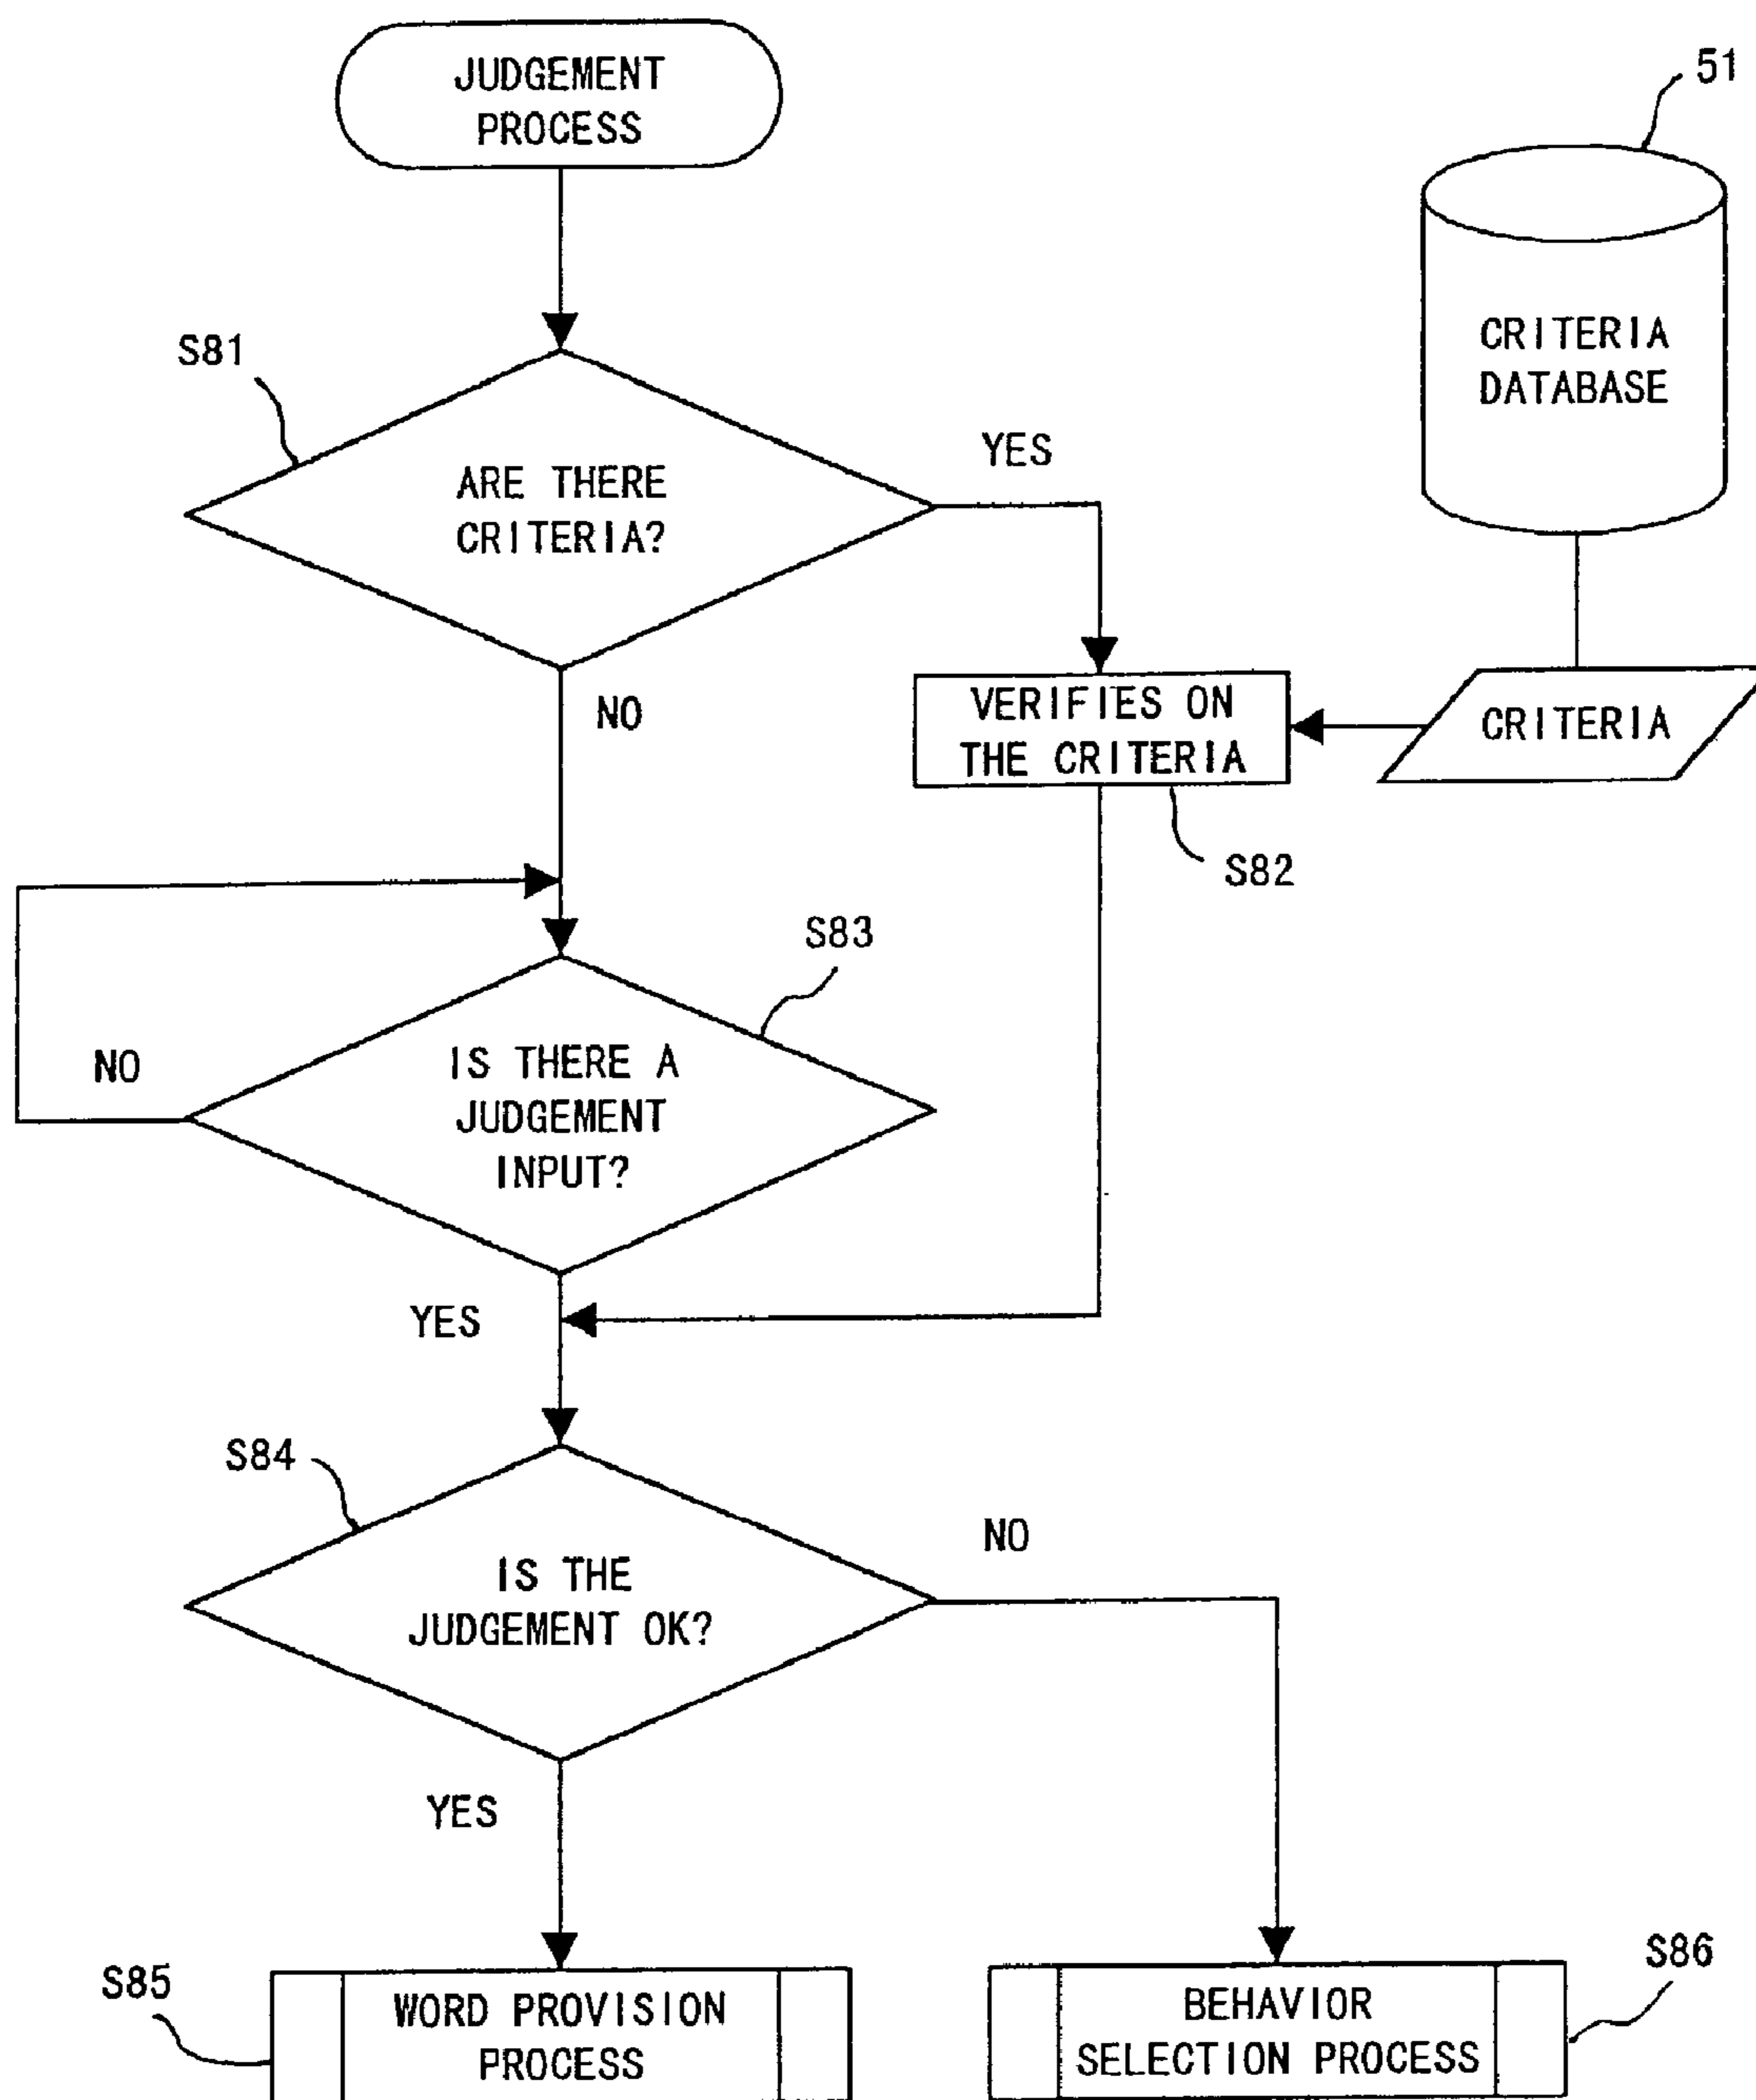 JUDGEMENT
PROCESS
51
CRITERIA
DATABASE
S81
ARE THERE
CRITERIA?
YES
NO
VERIFIES ON
THE CRITERIA
CRITERIA
S82
S83
IS THERE A
JUDGEMENT
INPUT?
NO
YES
S84
IS THE
JUDGEMENT OK?
NO
YES
S85
WORD PROVISION
PROCESS
BEHAVIOR
SELECTION PROCESS
S86